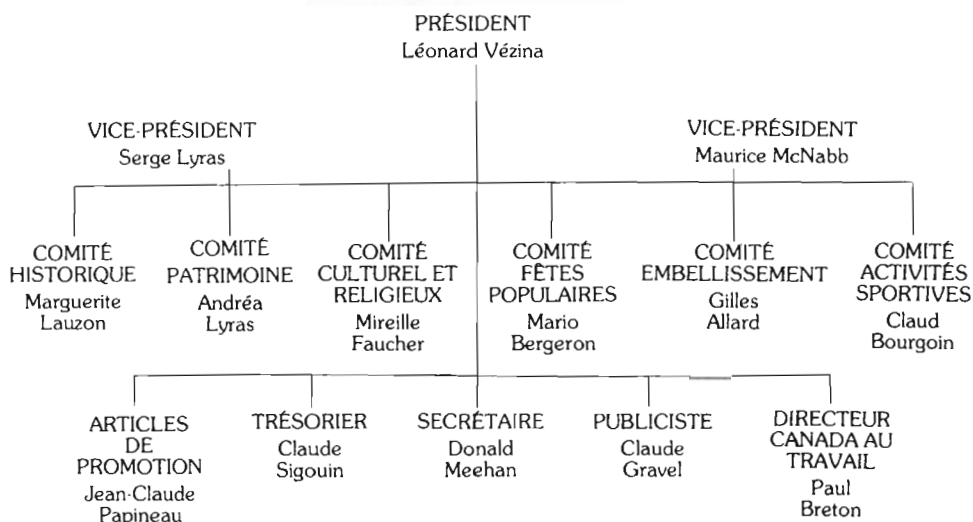 PRÉSIDENT
Léonard Vézina
VICE-PRÉSIDENT
Serge Lyras
VICE-PRÉSIDENT
Maurice McNabb
COMITÉ
HISTORIQUE
Marguerite
Lauzon
COMITÉ
PATRIMOINE
Andréa
Lyras
COMITÉ
CULTUREL ET
RELIGIEUX
Mireille
Faucher
COMITÉ
FÊTES
POPULAIRES
Mario
Bergeron
COMITÉ
EMBELLISSEMENT
Gilles
Allard
COMITÉ
ACTIVITÉS
SPORTIVES
Claud
Bourgoin
ARTICLES
DE
PROMOTION
Jean-Claude
Papineau
TRÉSORIER
Claude
Sigouin
SECRÉTAIRE
Donald
Meehan
PUBLICISTE
Claude
Gravel
DIRECTEUR
CANADA AU
TRAVAIL
Paul
Breton